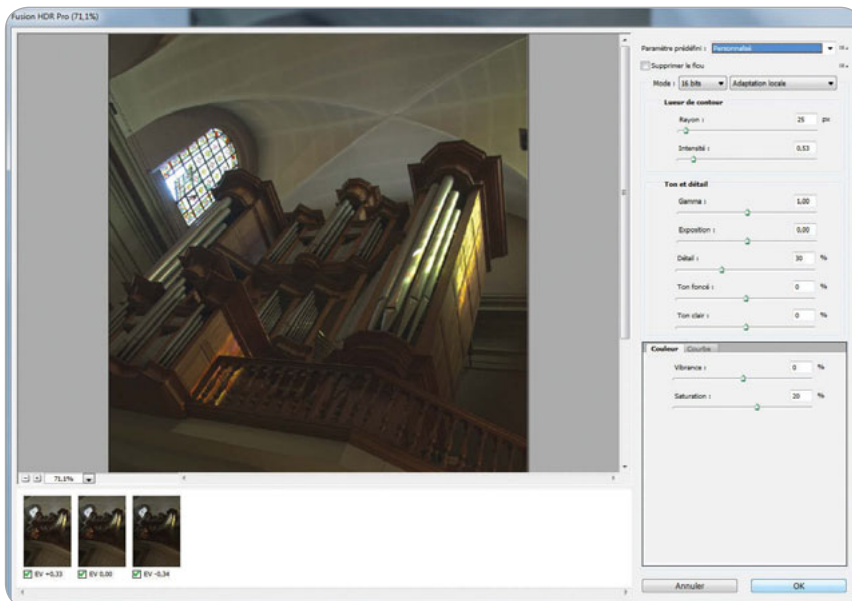 Fusion HDR Pro (71,1%)
Paramètre prédéfini : Personnalisé
Supprimer le flou
Mode : 16 bits Adaptation locale
Lueur de contour
Rayon : 25 px
Intensité : 0,53
Ton et détail
Gamma : 1,00
Exposition : 0,00
Détail : 30 %
Ton foncé : 0 %
Ton clair : 0 %
Couleur Courbe
Vibrance : 0 %
Saturation : 20 %
71,1%
EV +0,33 EV 0,00 EV -0,34
Annuler OK